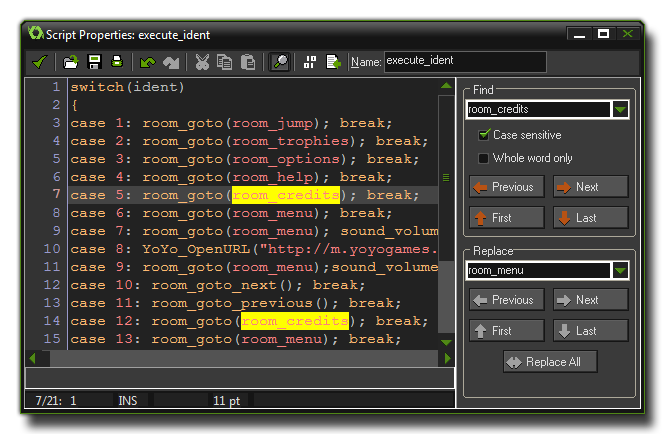 Script Properties: execute_ident
Name: execute_ident
1 switch(ident)
2 {
3 case 1: room_goto(room_jump); break;
4 case 2: room_goto(room_trophies); break;
5 case 3: room_goto(room_options); break;
6 case 4: room_goto(room_help); break;
7 case 5: room_goto(room_credits); break;
8 case 6: room_goto(room_menu); break;
9 case 7: room_goto(room_menu); sound_volume
10 case 8: YoYo_OpenURL("http://m.yoyogames.
11 case 9: room_goto(room_menu);sound_volume
12 case 10: room_goto_next(); break;
13 case 11: room_goto_previous(); break;
14 case 12: room_goto(room_credits); break;
15 case 13: room_goto(room_menu); break;
7/21: 1 INS 11 pt
Find
room_credits
Case sensitive
Whole word only
Previous Next
First Last
Replace
room_menu
Previous Next
First Last
Replace All